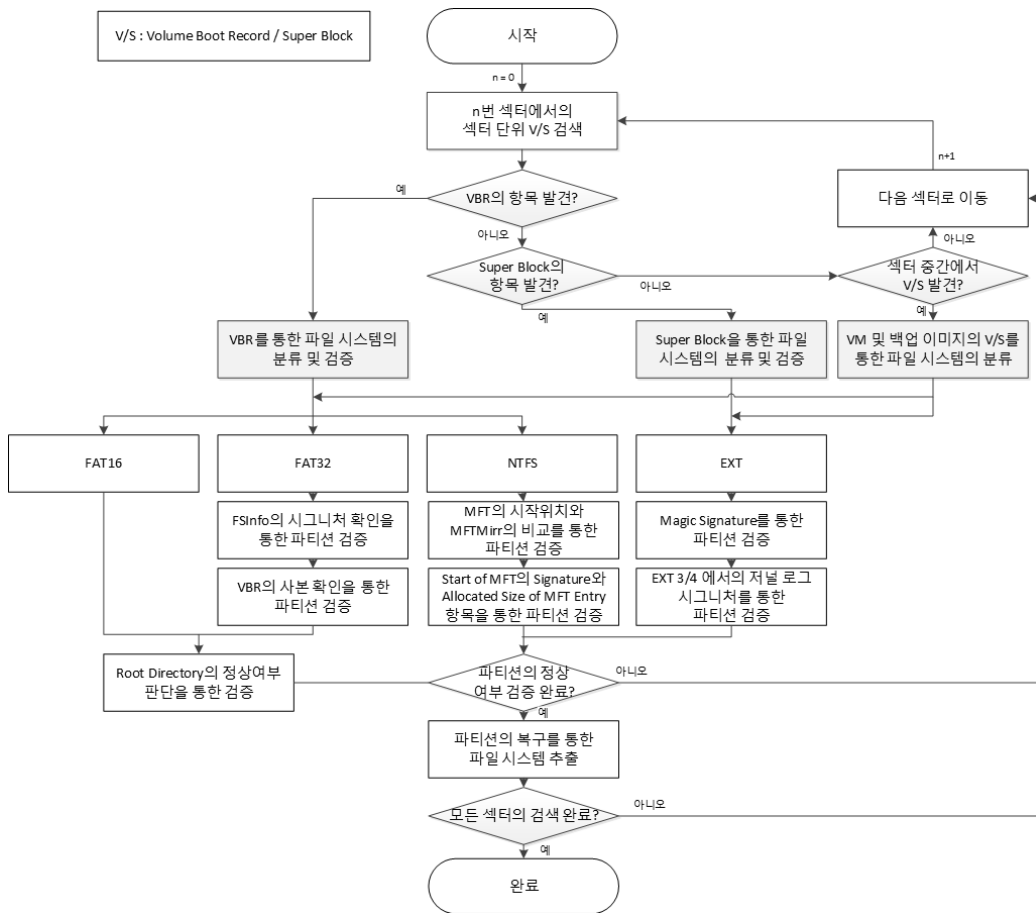 V/S : Volume Boot Record / Super Block
시작
n = 0
n번 섹터에서의
섹터 단위 V/S 검색
n+1
예
VBR의 항목 발견?
다음 섹터로 이동
아니오
아니오
Super Block의
항목 발견?
아니오
섹터 중간에서
V/S 발견?
예
예
VBR를 통한 파일 시스템의
분류 및 검증
Super Block을 통한 파일
시스템의 분류 및 검증
VM 및 백업 이미지의 V/S를
통한 파일 시스템의 분류
FAT16
FAT32
NTFS
EXT
FSInfo의 시그니처 확인을
통한 파티션 검증
MFT의 시작위치와
MFTMirr의 비교를 통한
파티션 검증
Magic Signature를 통한
파티션 검증
VBR의 사본 확인을 통한
파티션 검증
Start of MFT의 Signature와
Allocated Size of MFT Entry
항목을 통한 파티션 검증
EXT 3/4 에서의 저널 로그
시그니처를 통한
파티션 검증
Root Directory의 정상여부
판단을 통한 검증
파티션의 정상
여부 검증 완료?
아니오
예
파티션의 복구를 통한
파일 시스템 추출
모든 섹터의 검색 완료?
아니오
예
완료